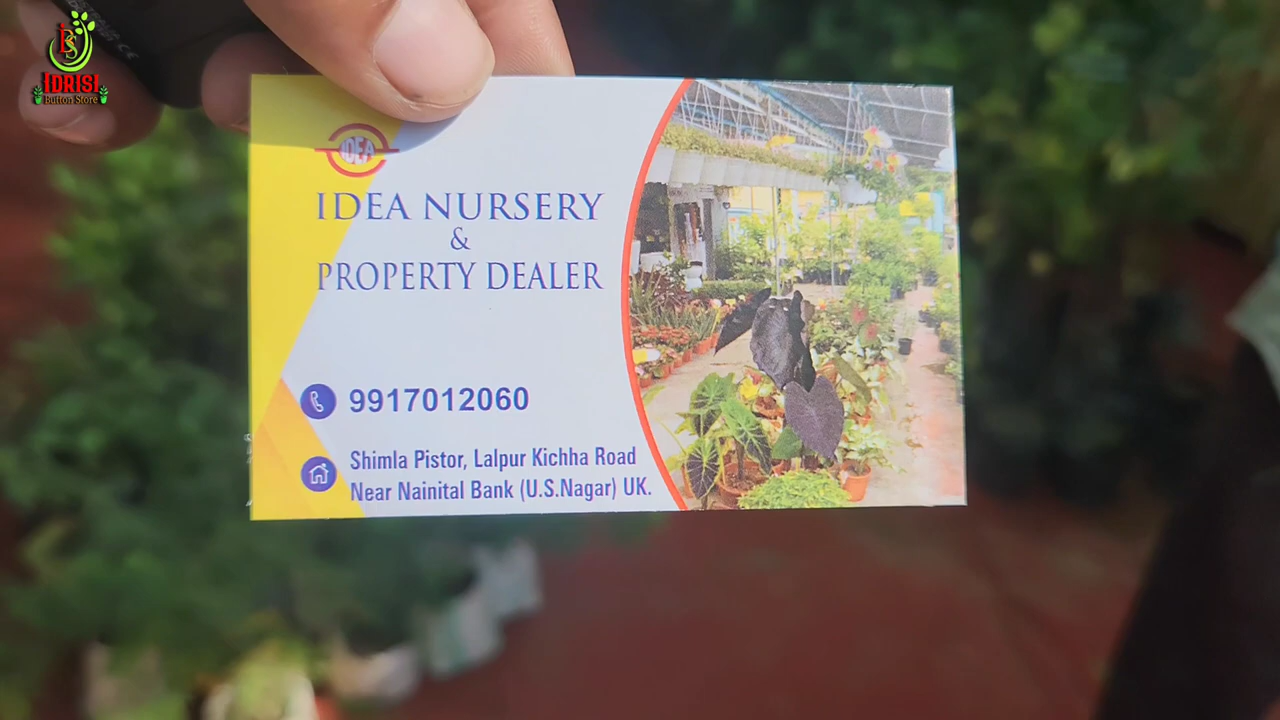 IDRISI
Button Store
IDEA
IDEA NURSERY
&
PROPERTY DEALER
9917012060
Shimla Pistor, Lalpur Kichha Road
Near Nainital Bank (U.S.Nagar) UK.